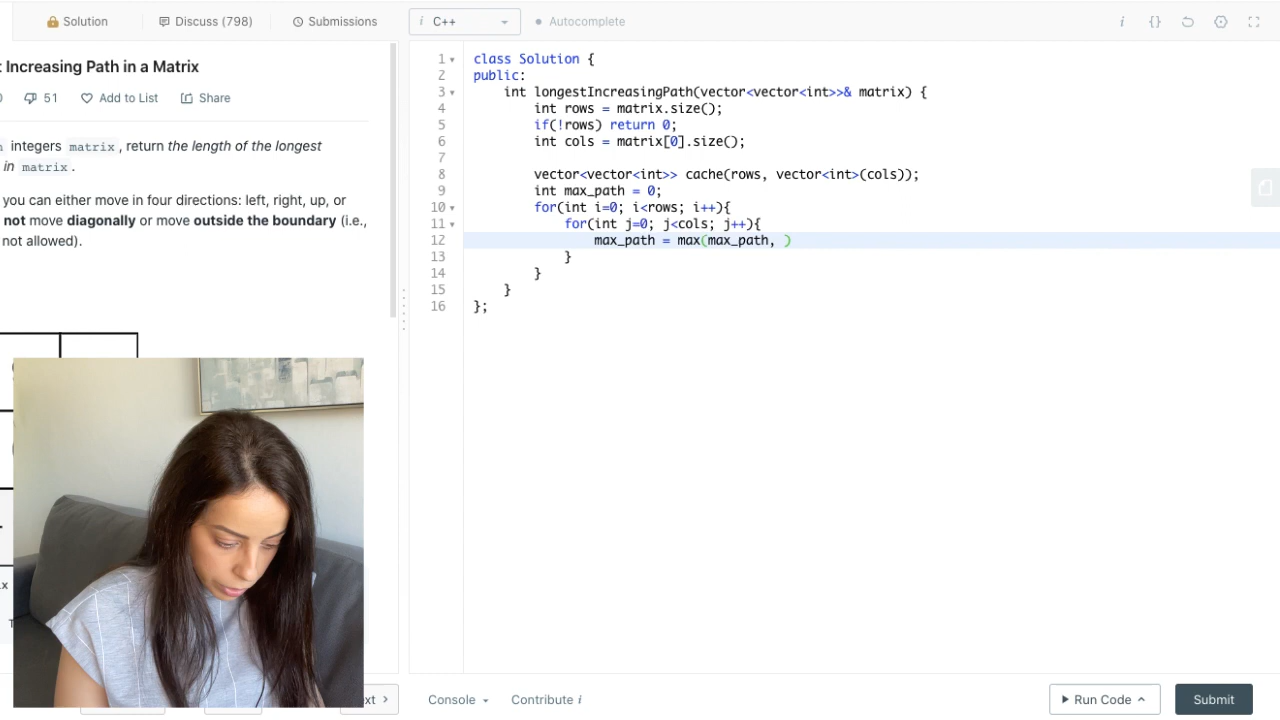 Solution
Discuss (798)
Submissions
i C++
Autocomplete
i {}
Increasing Path in a Matrix
51
Add to List
Share
integers matrix, return the length of the longest
in matrix.
you can either move in four directions: left, right, up, or
not move diagonally or move outside the boundary (i.e.,
not allowed).
1 class Solution {
2 public:
3 int longestIncreasingPath(vector<vector<int>>& matrix) {
4 int rows = matrix.size();
5 if(!rows) return 0;
6 int cols = matrix[0].size();
7
8 vector<vector<int>> cache(rows, vector<int>(cols));
9 int max_path = 0;
10 for(int i=0; i<rows; i++){
11 for(int j=0; j<cols; j++){
12 max_path = max(max_path, )
13 }
14 }
15 }
16 };
Console
Contribute i
Run Code
Submit